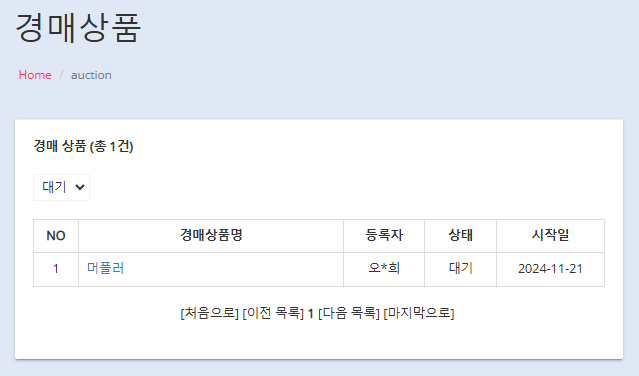 경매상품
Home / auction
경매 상품 (총 1건)
대기
NO 경매상품명 등록자 상태 시작일
1 머플러 오*희 대기 2024-11-21
[처음으로] [이전 목록] 1 [다음 목록] [마지막으로]